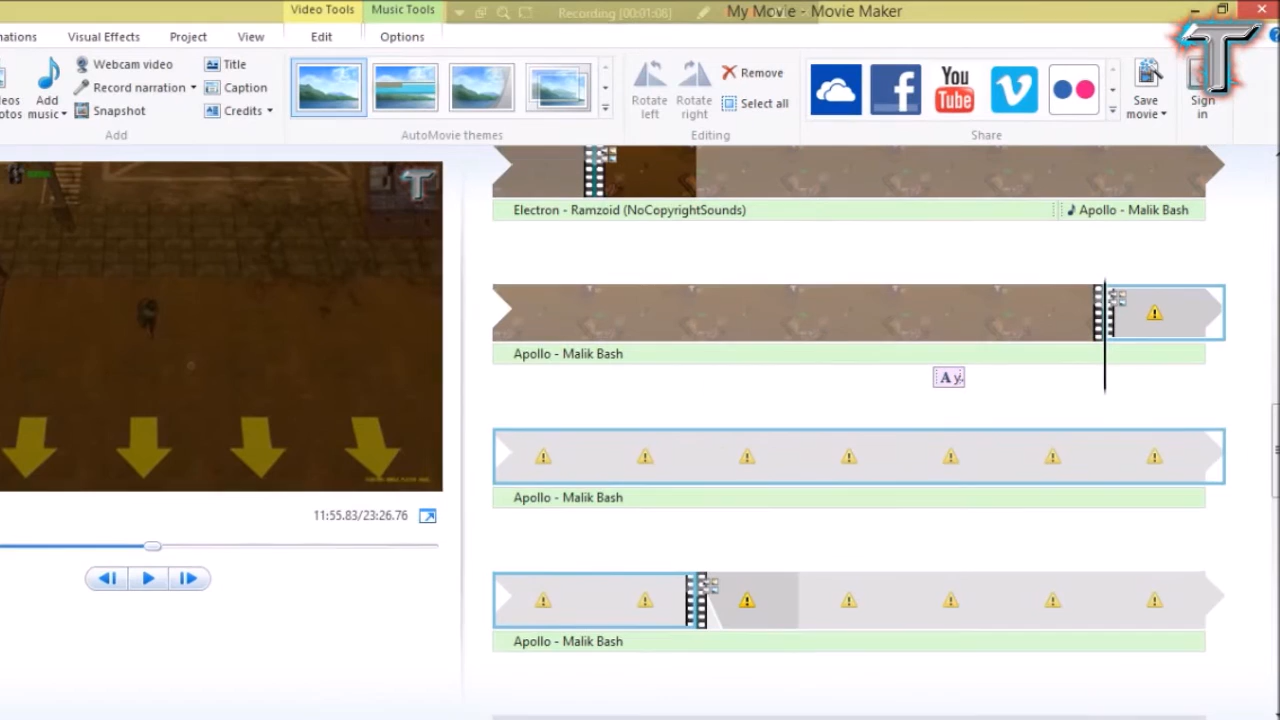 Video Tools
Music Tools
Recording [00:01:08]
My Movie - Movie Maker
Visual Effects
Project
View
Edit
Options
Add
music
Webcam video
Record narration
Snapshot
Title
Caption
Credits
Add
AutoMovie themes
Rotate
left
Rotate
right
Remove
Select all
Editing
f
You
Tube
V
Share
Save
movie
Sign
in
T
T
Electron - Ramzoid (NoCopyrightSounds)
Apollo - Malik Bash
Apollo - Malik Bash
A y.
11:55.83/23:26.76
Apollo - Malik Bash
Apollo - Malik Bash